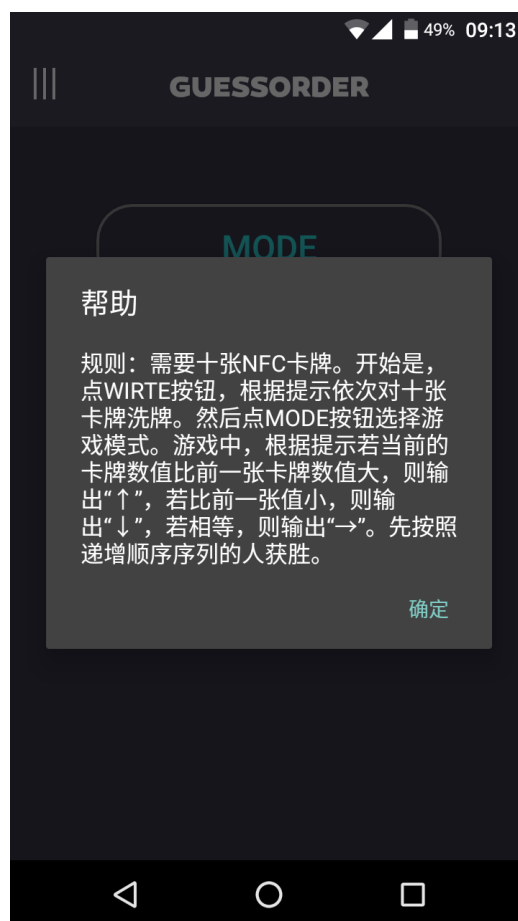 49% 09:13
GUESSORDER
MODE
帮助
规则：需要十张NFC卡牌。开始是，
点WIRTE按钮，根据提示依次对十张
卡牌洗牌。然后点MODE按钮选择游
戏模式。游戏中，根据提示若当前的
卡牌数值比前一张卡牌数值大，则输
出“↑”，若比前一张值小，则输
出“↓”，若相等，则输出“→”。先按照
递增顺序序列的人获胜。
确定